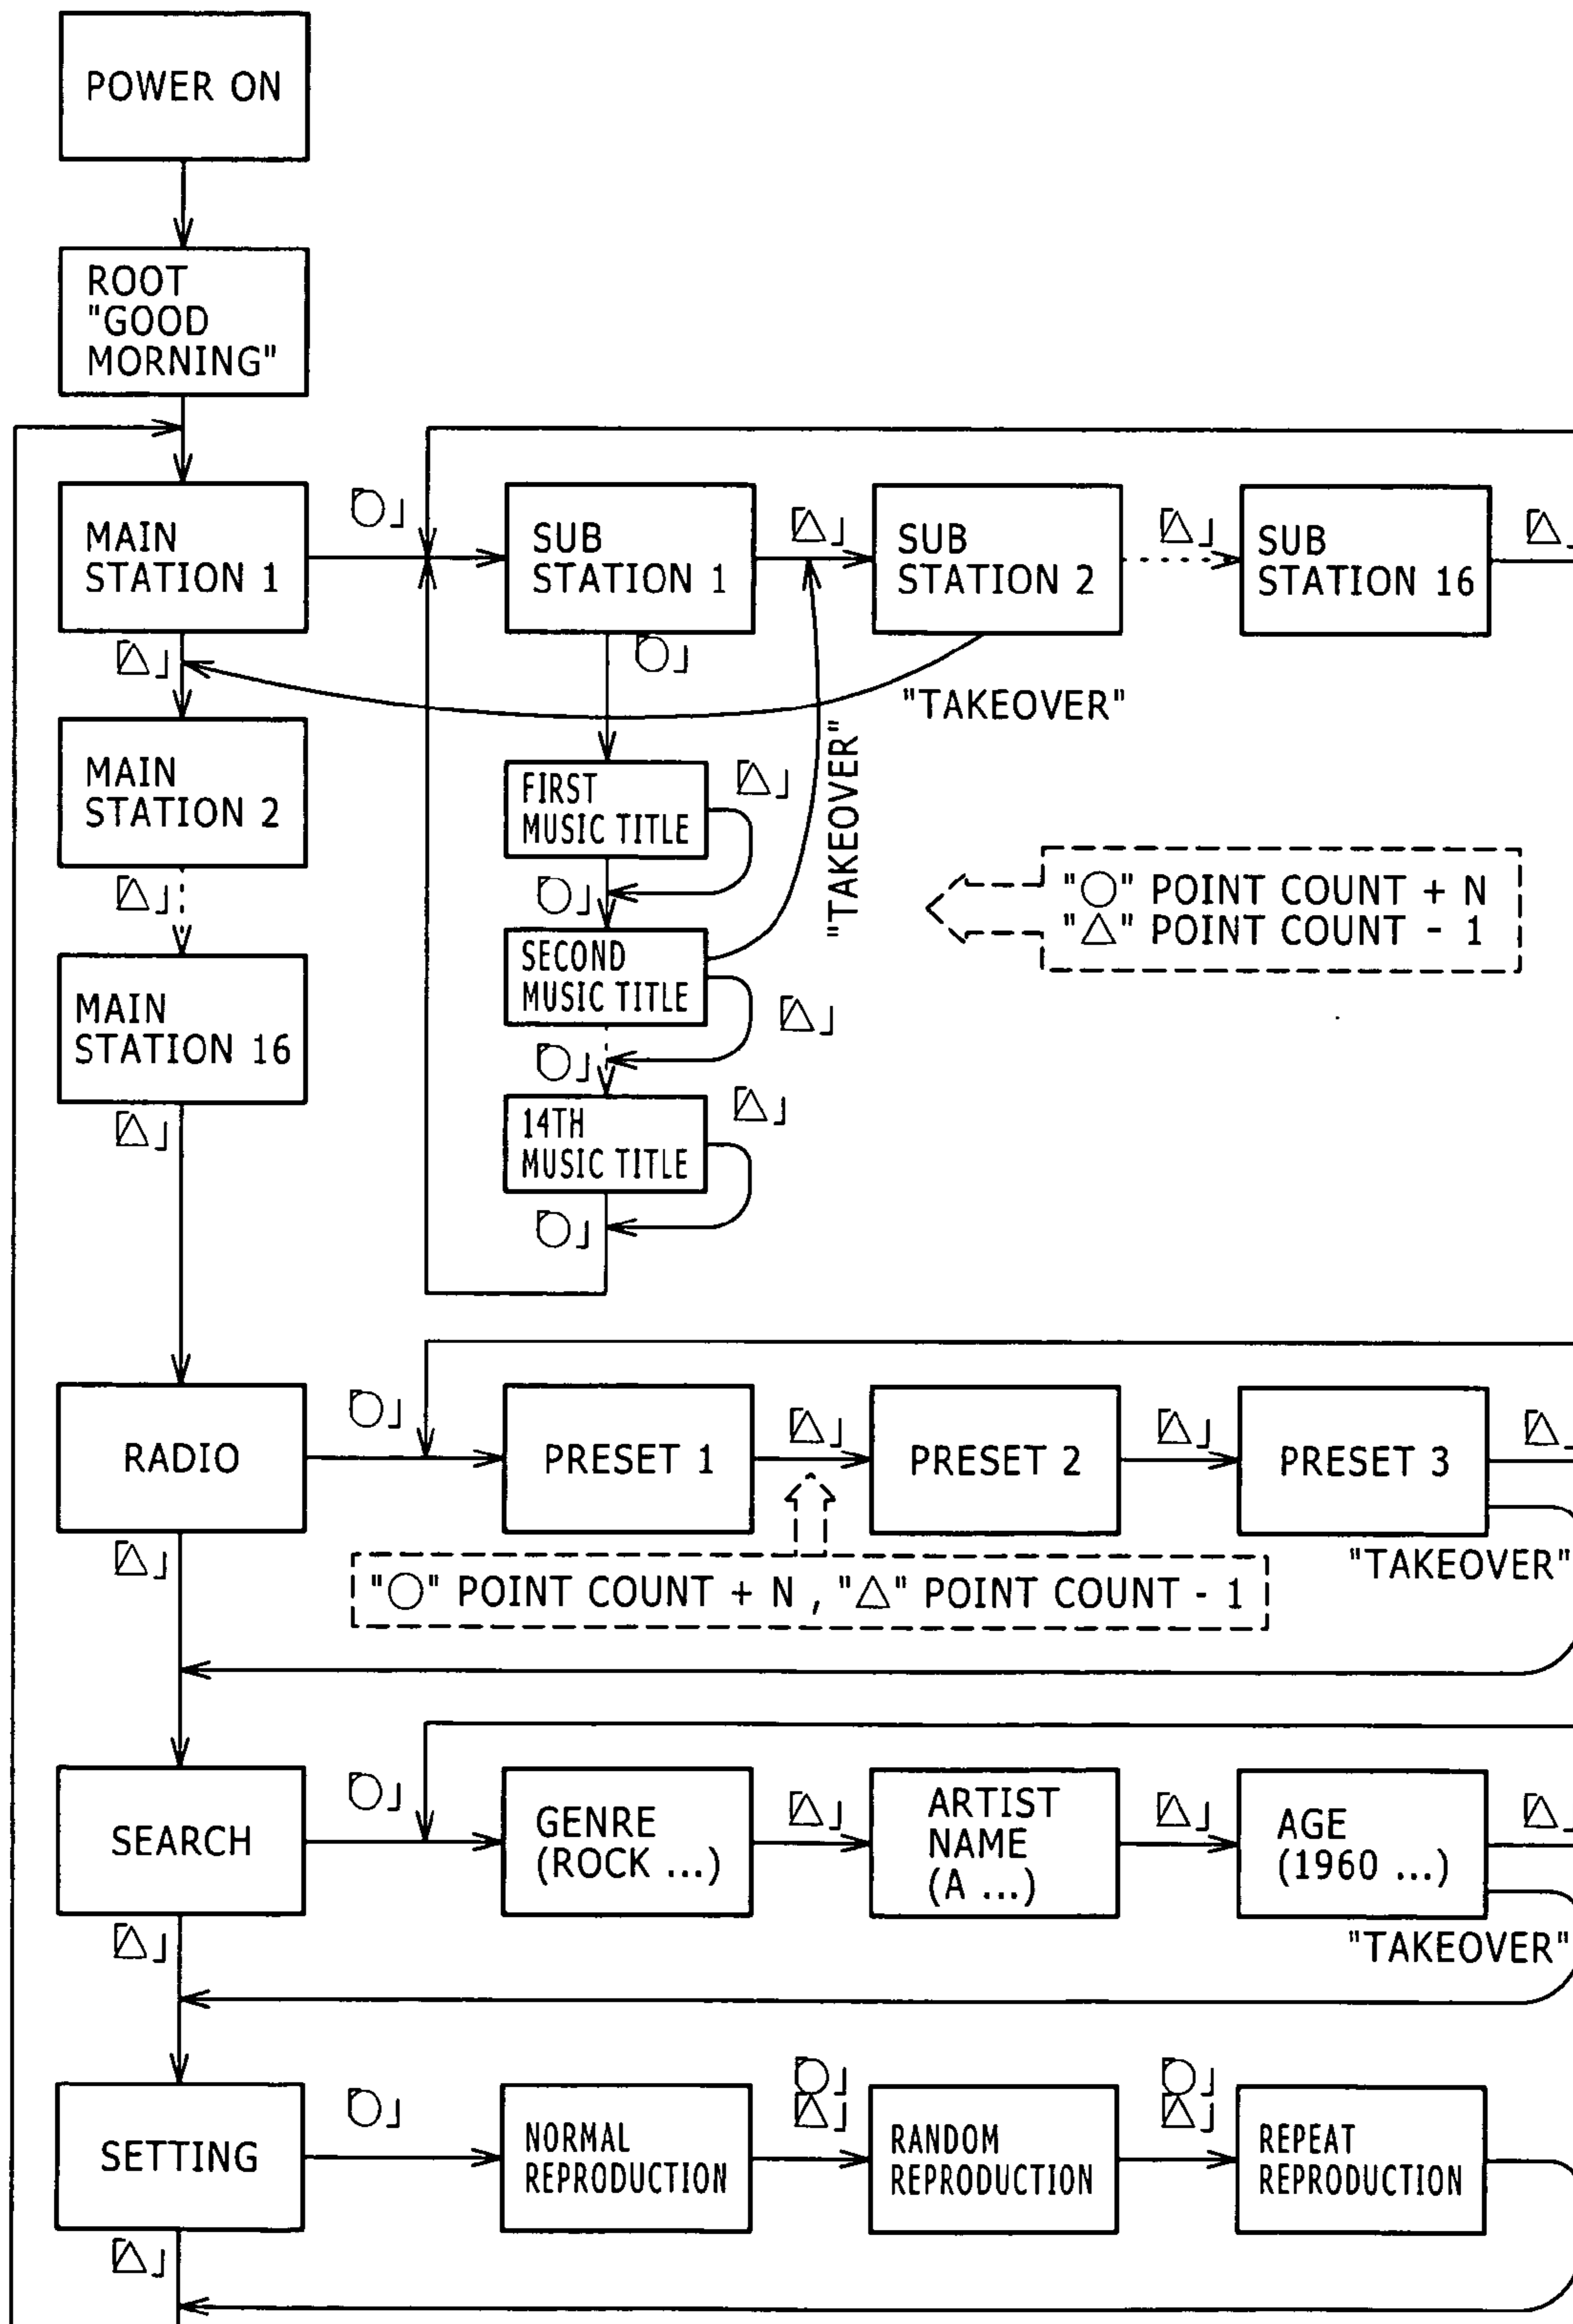 POWER ON
ROOT
"GOOD
MORNING"
MAIN
STATION 1
「○」
SUB
STATION 1
「△」
SUB
STATION 2
「△」
SUB
STATION 16
「△」
「△」
「○」
"TAKEOVER"
MAIN
STATION 2
FIRST
MUSIC TITLE
「△」
"TAKEOVER"
「△」
「○」
"○" POINT COUNT + N
"△" POINT COUNT - 1
MAIN
STATION 16
SECOND
MUSIC TITLE
「△」
「○」
「△」
14TH
MUSIC TITLE
「△」
「○」
RADIO
「○」
PRESET 1
「△」
PRESET 2
「△」
PRESET 3
「△」
「△」
"TAKEOVER"
"○" POINT COUNT + N , "△" POINT COUNT - 1
SEARCH
「○」
GENRE
(ROCK ...)
「△」
ARTIST
NAME
(A ...)
「△」
AGE
(1960 ...)
「△」
「△」
"TAKEOVER"
SETTING
「○」
NORMAL
REPRODUCTION
「○」
「△」
RANDOM
REPRODUCTION
「○」
「△」
REPEAT
REPRODUCTION
「△」